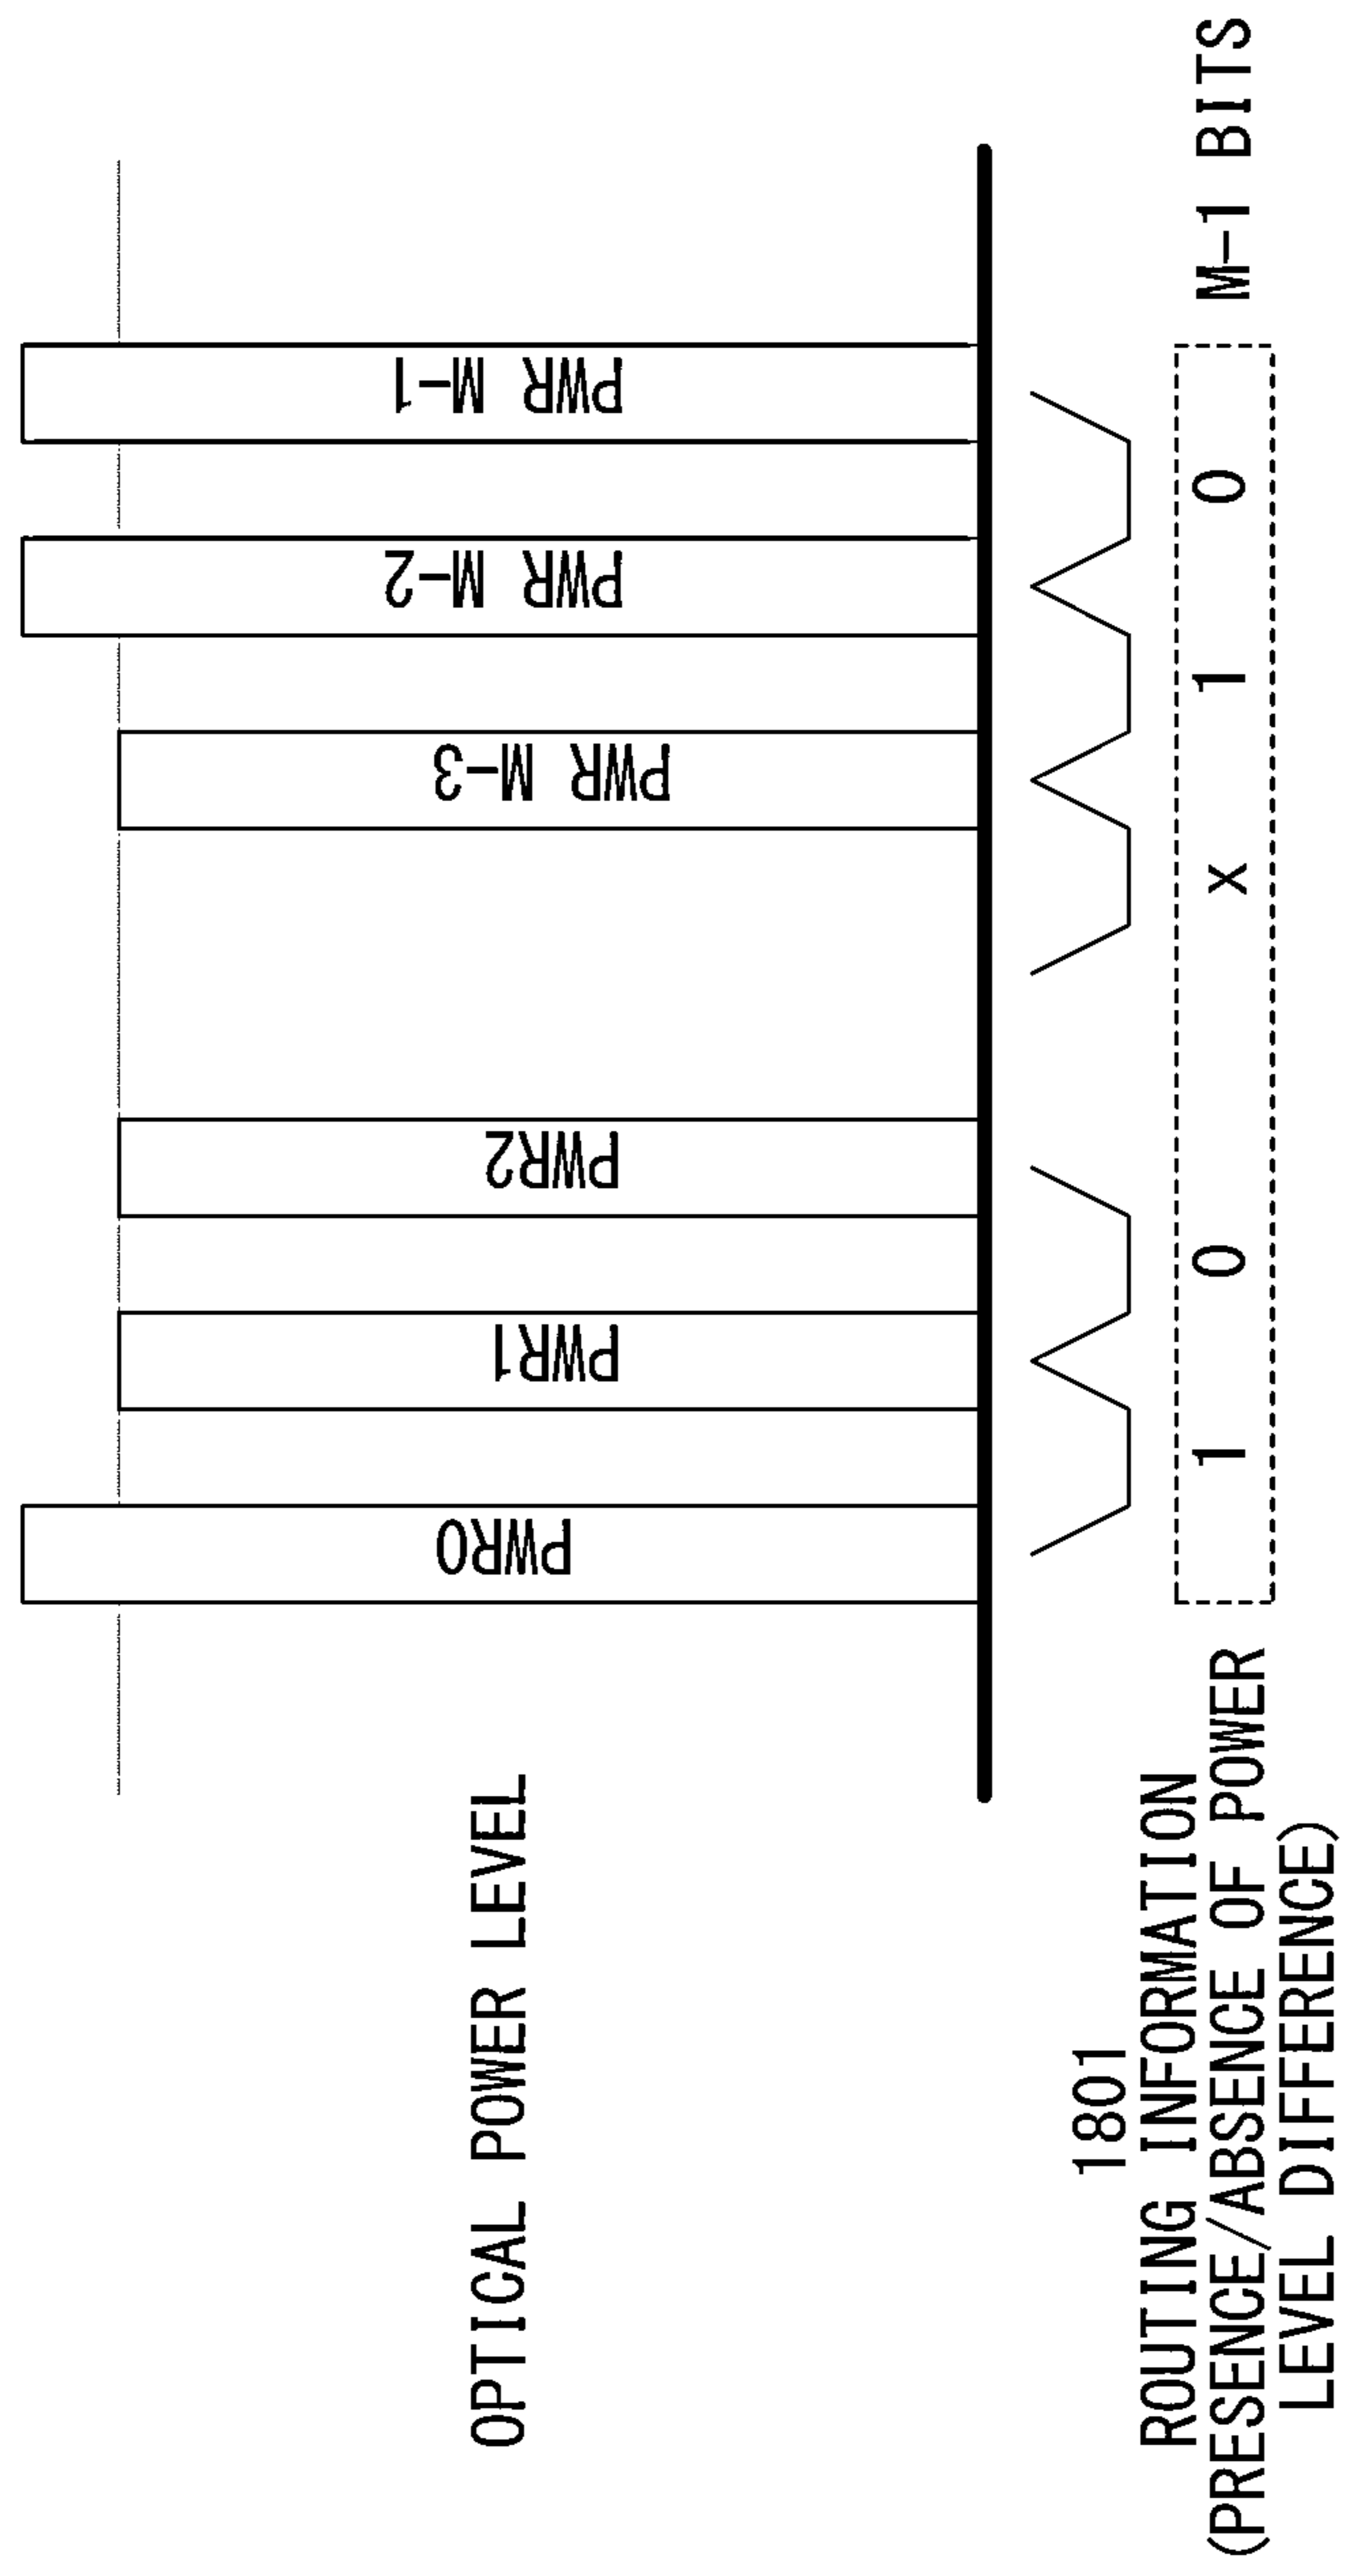 OPTICAL POWER LEVEL
PWR0
PWR1
PWR2
PWR M-3
PWR M-2
PWR M-1
1801
ROUTING INFORMATION
(PRESENCE/ABSENCE OF POWER
LEVEL DIFFERENCE)
1 0 x 1 0
M-1 BITS